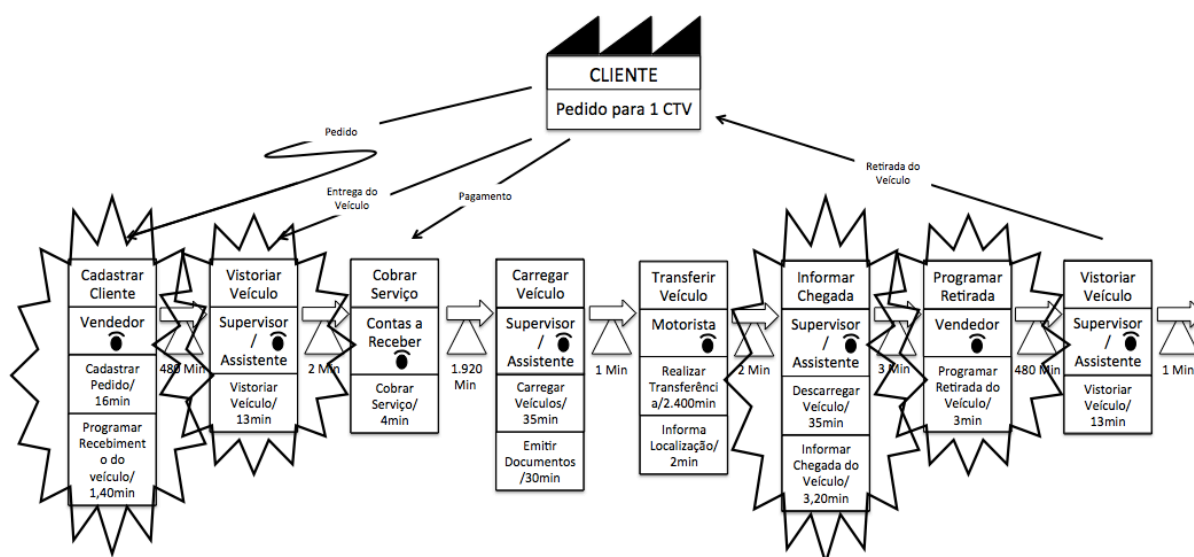 CLIENTE
Pedido para 1 CTV
Pedido
Entrega do
Veículo
Pagamento
Retirada do
Veículo
Cadastrar
Cliente
Vendedor
Cadastrar
Pedido/
16min
Programar
Recebiment
o do
veículo/
1,40min
480 Min
Vistoriar
Veículo
Supervisor
/
Assistente
Vistoriar
Veículo/
13min
2 Min
Cobrar
Serviço
Contas a
Receber
Cobrar
Serviço/
4min
1.920
Min
Carregar
Veículo
Supervisor
/
Assistente
Carregar
Veículos/
35min
Emitir
Documentos
/30min
1 Min
Transferir
Veículo
Motorista
Realizar
Transferênci
a/2.400min
Informa
Localização/
2min
2 Min
Informar
Chegada
Supervisor
/
Assistente
Descarregar
Veículo/
35min
Informar
Chegada do
Veículo/
3,20min
3 Min
Programar
Retirada
Vendedor
Programar
Retirada do
Veículo/
3min
480 Min
Vistoriar
Veículo
Supervisor
/
Assistente
Vistoriar
Veículo/
13min
1 Min